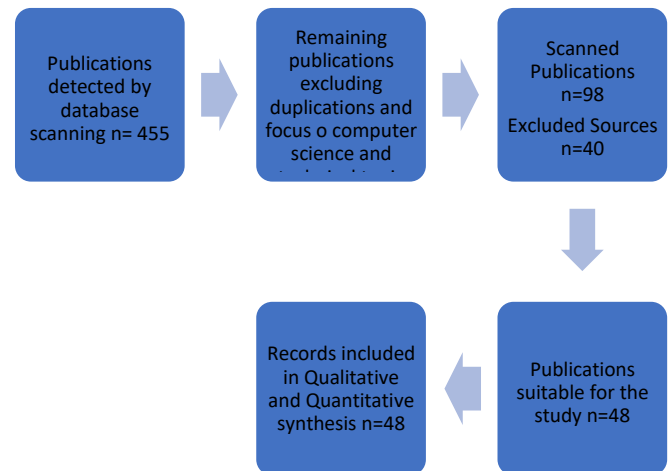 Publications
detected by
database
scanning n= 455
Remaining
publications
excluding
duplications and
focus o computer
science and
Scanned
Publications
n=98
Excluded Sources
n=40
Publications
suitable for the
study n=48
Records included
in Qualitative
and Quantitative
synthesis n=48